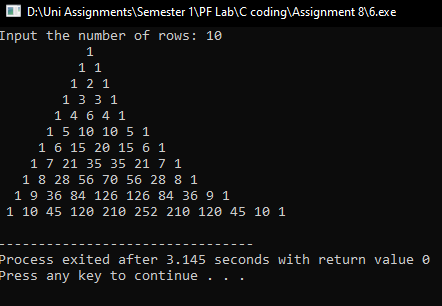 D:\Uni Assignments\Semester 1\PF Lab\C coding\Assignment 8\6.exe
Input the number of rows: 10
1
1 1
1 2 1
1 3 3 1
1 4 6 4 1
1 5 10 10 5 1
1 6 15 20 15 6 1
1 7 21 35 35 21 7 1
1 8 28 56 70 56 28 8 1
1 9 36 84 126 126 84 36 9 1
1 10 45 120 210 252 210 120 45 10 1
--------------------------------
Process exited after 3.145 seconds with return value 0
Press any key to continue . . .